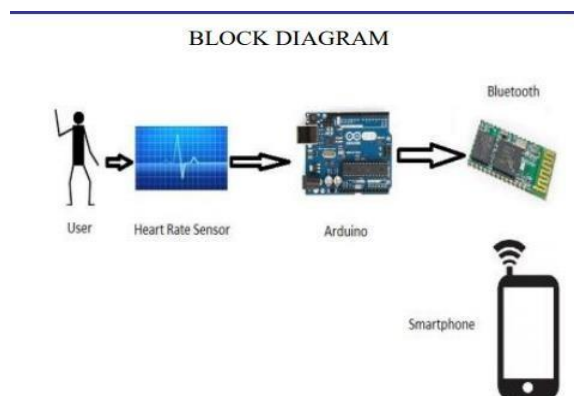 BLOCK DIAGRAM
Bluetooth
User
Heart Rate Sensor
Arduino
Smartphone